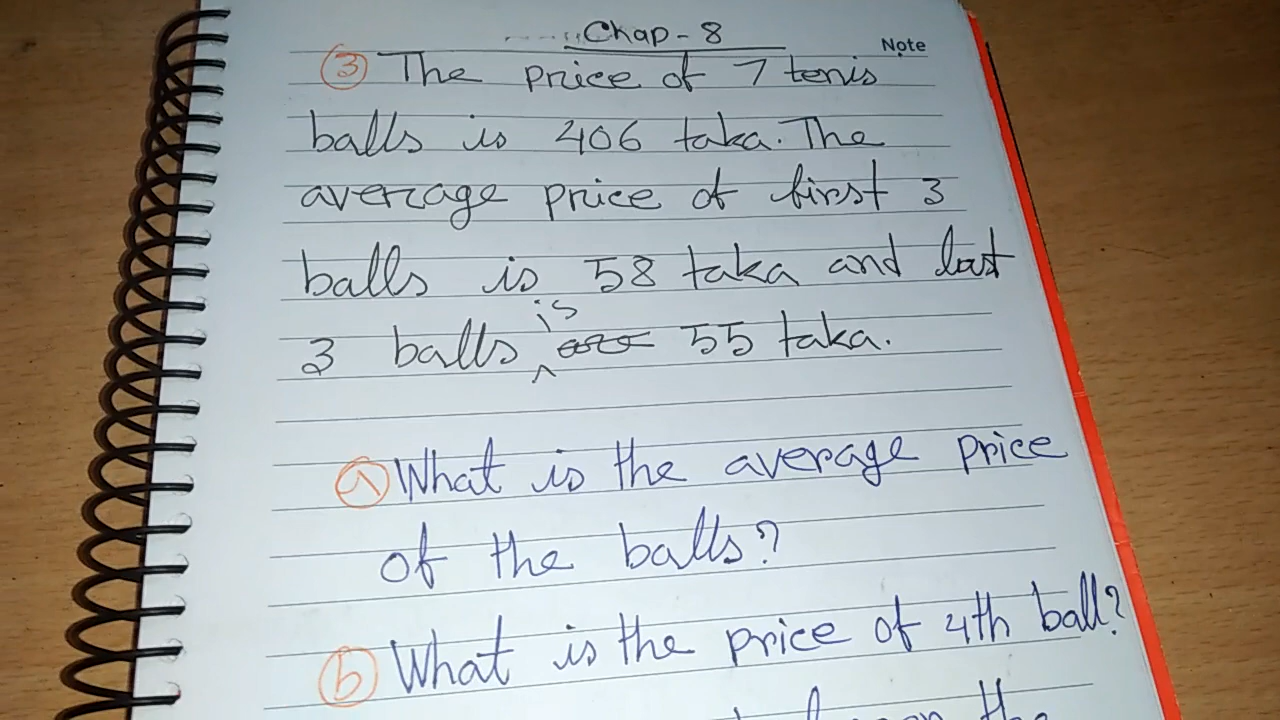 Chap - 8
Note
③ The price of 7 tenis
balls is 406 taka. The
average price of first 3
balls is 58 taka and last
is
3 balls 55 taka.
ⓐ What is the average price
of the balls?
ⓑ What is the price of 4th ball?
the